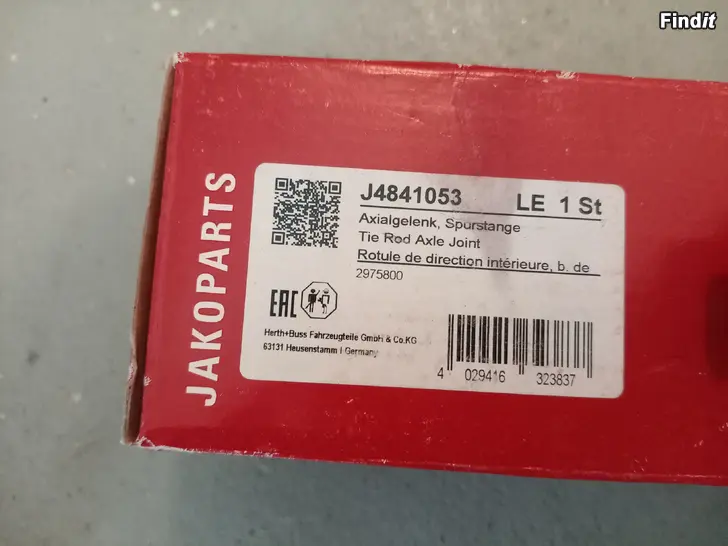 Findit
JAKOPARTS
J4841053 LE 1 St
Axialgelenk, Spurstange
Tie Rod Axle Joint
Rotule de direction intérieure, b. de
2975800
EAC
Herth+Buss Fahrzeugteile GmbH & Co.KG
63131 Heusenstamm / Germany
4 029416 323837